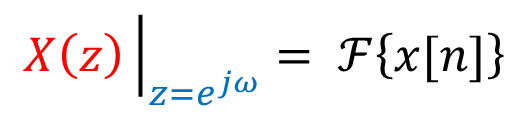 X(z)|_{z=e^{jω}} = ℱ{x[n]}